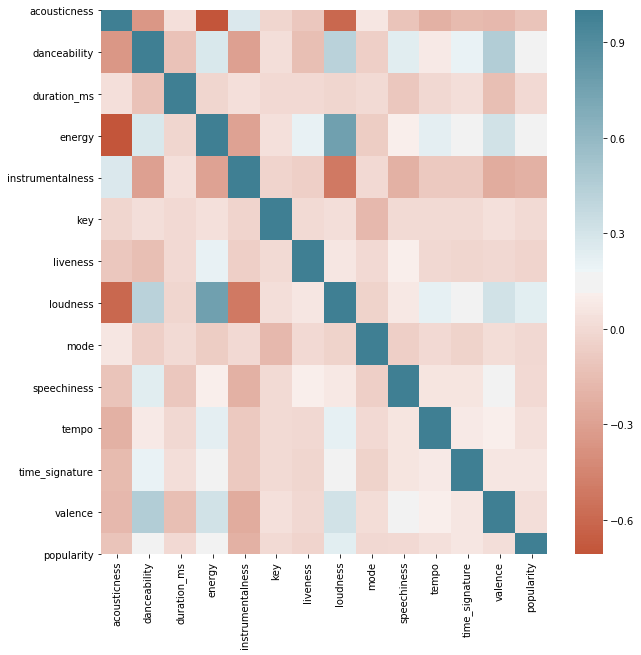 acousticness
danceability
duration_ms
energy
instrumentalness
key
liveness
loudness
mode
speechiness
tempo
time_signature
valence
popularity
acousticness
danceability
duration_ms
energy
instrumentalness
key
liveness
loudness
mode
speechiness
tempo
time_signature
valence
popularity
0.9
0.6
0.3
0.0
−0.3
−0.6